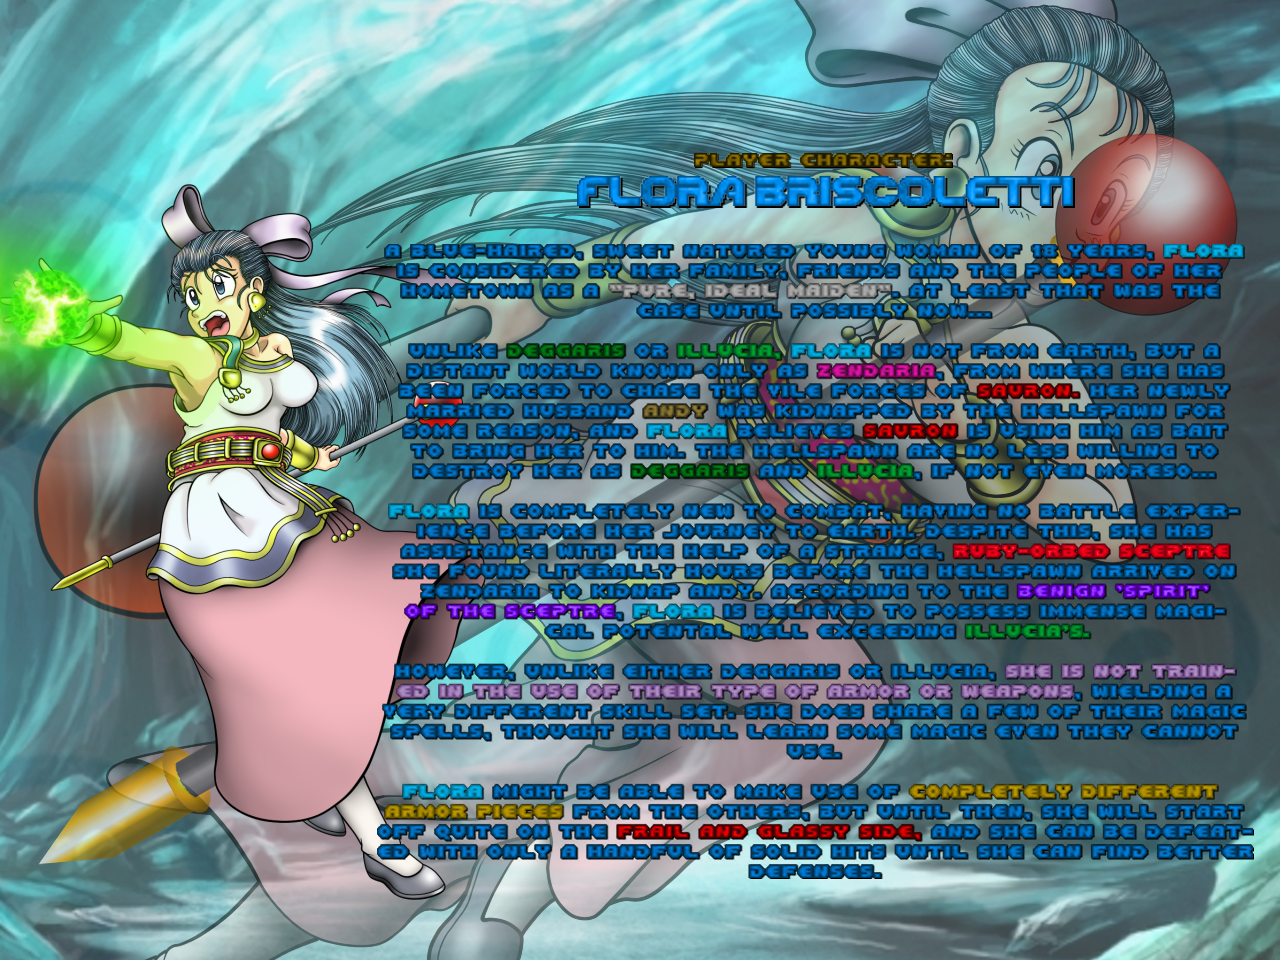 PLAYER CHARACTER:
FLORA BRISCOLETTI
A BLUE-HAIRED, SWEET NATURED YOUNG WOMAN OF 18 YEARS, FLORA
IS CONSIDERED BY HER FAMILY, FRIENDS AND THE PEOPLE OF HER
HOMETOWN AS A "PURE, IDEAL MAIDEN". AT LEAST THAT WAS THE
CASE UNTIL POSSIBLY NOW...
UNLIKE DEGGARIS OR ILLUCIA, FLORA IS NOT FROM EARTH, BUT A
DISTANT WORLD KNOWN ONLY AS ZENDARIA, FROM WHERE SHE HAS
BEEN FORCED TO CHASE THE VILE FORCES OF SAVRON. HER NEWLY
MARRIED HUSBAND ANDY WAS KIDNAPPED BY THE HELLSPAWN FOR
SOME REASON, AND FLORA BELIEVES SAVRON IS USING HIM AS BAIT
TO BRING HER TO HIM. THE HELLSPAWN ARE NO LESS WILLING TO
DESTROY HER AS DEGGARIS AND ILLUCIA, IF NOT EVEN MORESO...
FLORA IS COMPLETELY NEW TO COMBAT, HAVING NO BATTLE EXPER-
IENCE BEFORE HER JOURNEY TO EARTH. DESPITE THIS, SHE HAS
ASSISTANCE WITH THE HELP OF A STRANGE, RUBY-ORBED SCEPTRE
SHE FOUND LITERALLY HOURS BEFORE THE HELLSPAWN ARRIVED ON
ZENDARIA TO KIDNAP ANDY. ACCORDING TO THE BENIGN 'SPIRIT'
OF THE SCEPTRE, FLORA IS BELIEVED TO POSSES IMMENSE MAGI-
CAL POTENTAL WELL EXCEEDING ILLUCIA'S.
HOWEVER, UNLIKE EITHER DEGGARIS OR ILLUCIA, SHE IS NOT TRAIN-
ED IN THE USE OF THEIR TYPE OF ARMOR OR WEAPONS, WIELDING A
VERY DIFFERENT SKILL SET. SHE DOES SHARE A FEW OF THEIR MAGIC
SPELLS, THOUGHT SHE WILL LEARN SOME MAGIC EVEN THEY CANNOT
USE.
FLORA MIGHT BE ABLE TO MAKE USE OF COMPLETELY DIFFERENT
ARMOR PIECES FROM THE OTHERS, BUT UNTIL THEN, SHE WILL START
OFF QUITE ON THE FRAIL AND GLASSY SIDE, AND SHE CAN BE DEFEAT-
ED WITH ONLY A HANDFUL OF SOLID HITS UNTIL SHE CAN FIND BETTER
DEFENSES.